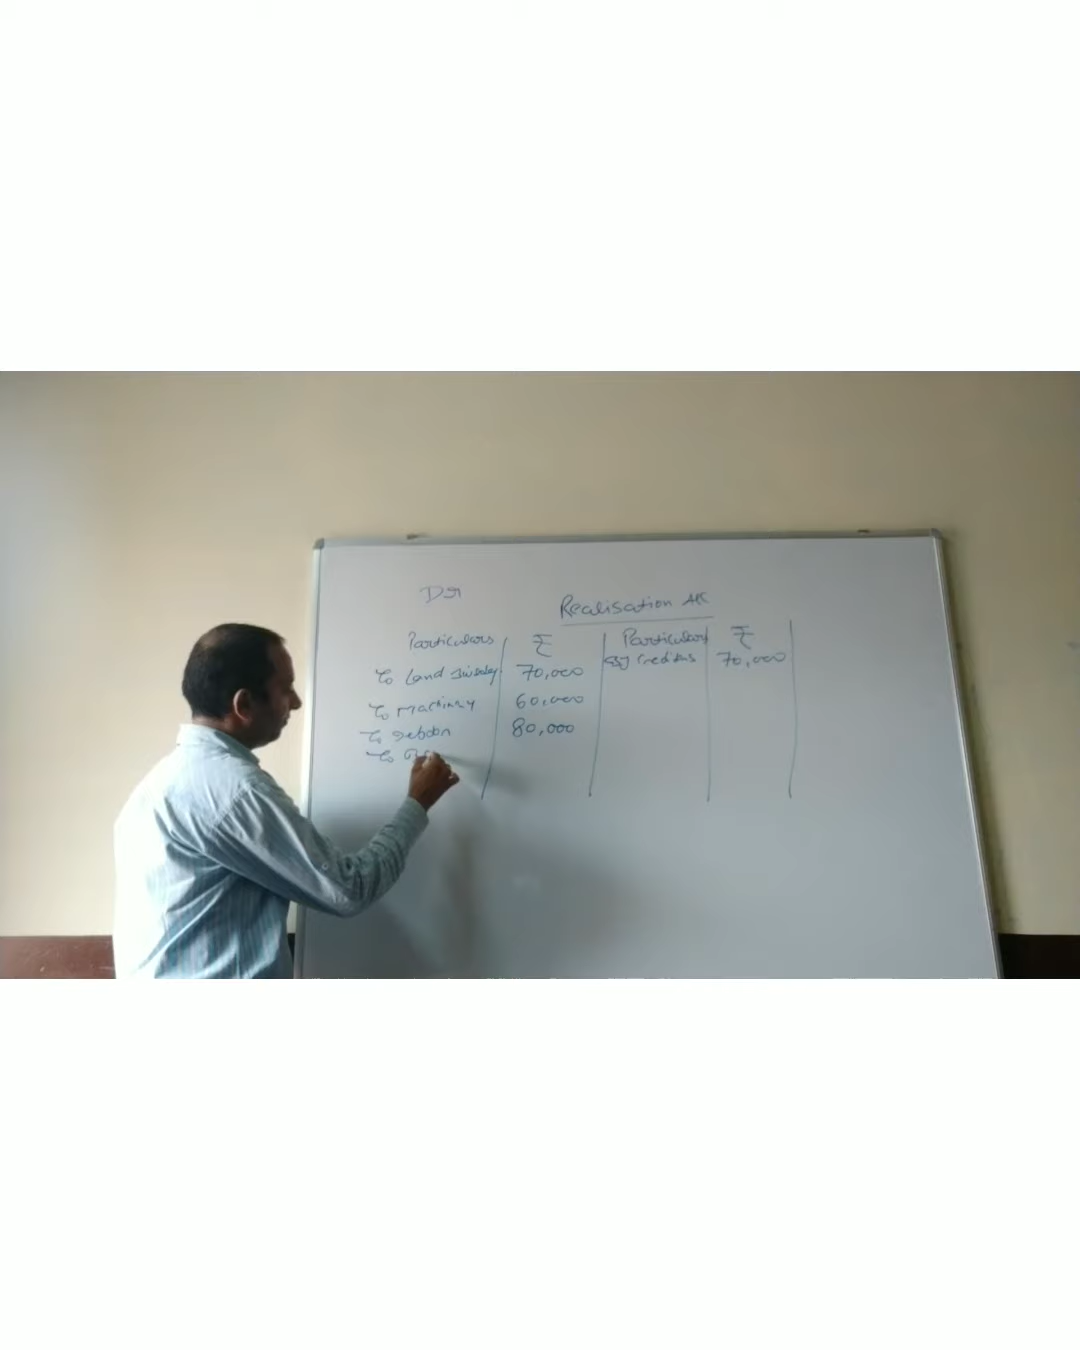 Dr
Realisation A/c
Particulars ₹ Particulars ₹
To Land 70,000 By Creditors 70,000
To Machinery 60,000
To debtors 80,000
To